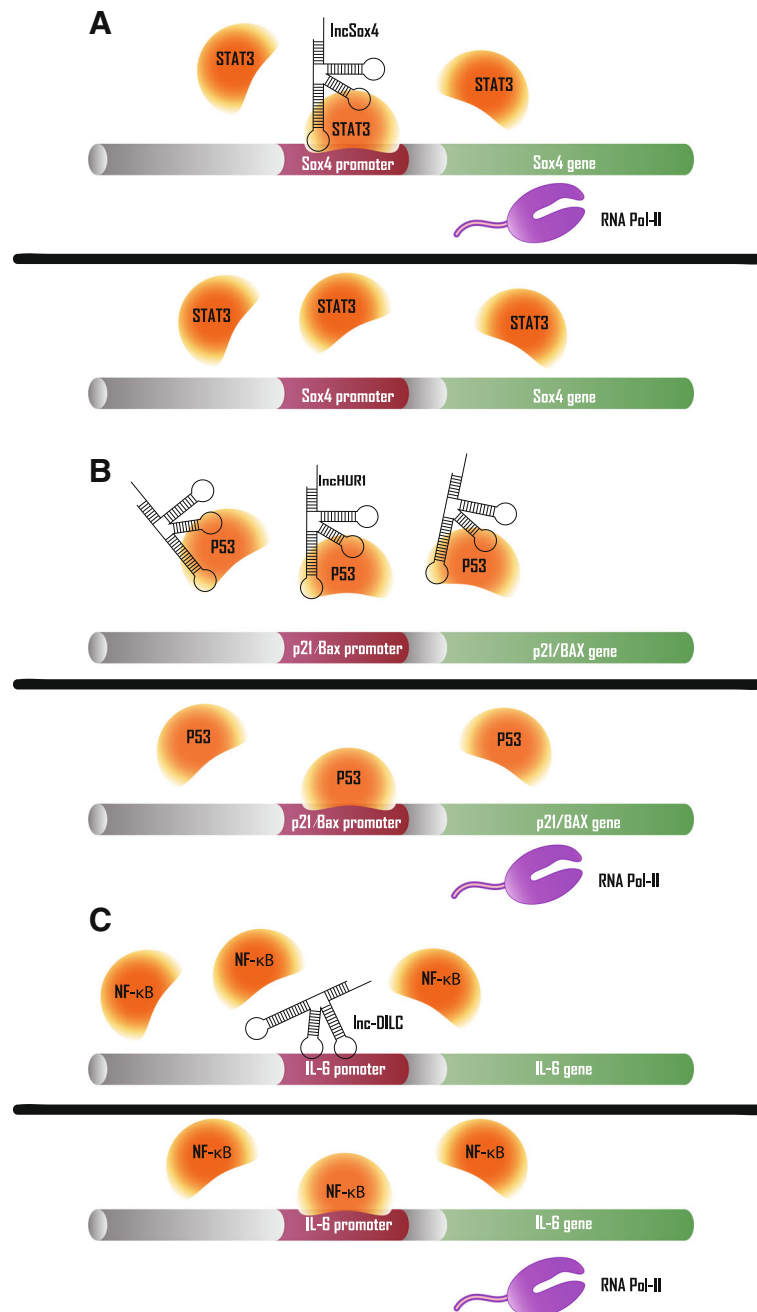 A
lncSox4
STAT3
STAT3
STAT3
Sox4 promoter
Sox4 gene
RNA Pol-II
STAT3
STAT3
STAT3
Sox4 promoter
Sox4 gene
B
lncHUR1
P53
P53
P53
p21/Bax promoter
p21/BAX gene
P53
P53
P53
p21/Bax promoter
p21/BAX gene
RNA Pol-II
C
NF-κB
NF-κB
NF-κB
lnc-DILC
IL-6 pomoter
IL-6 gene
NF-κB
NF-κB
NF-κB
IL-6 promoter
IL-6 gene
RNA Pol-II